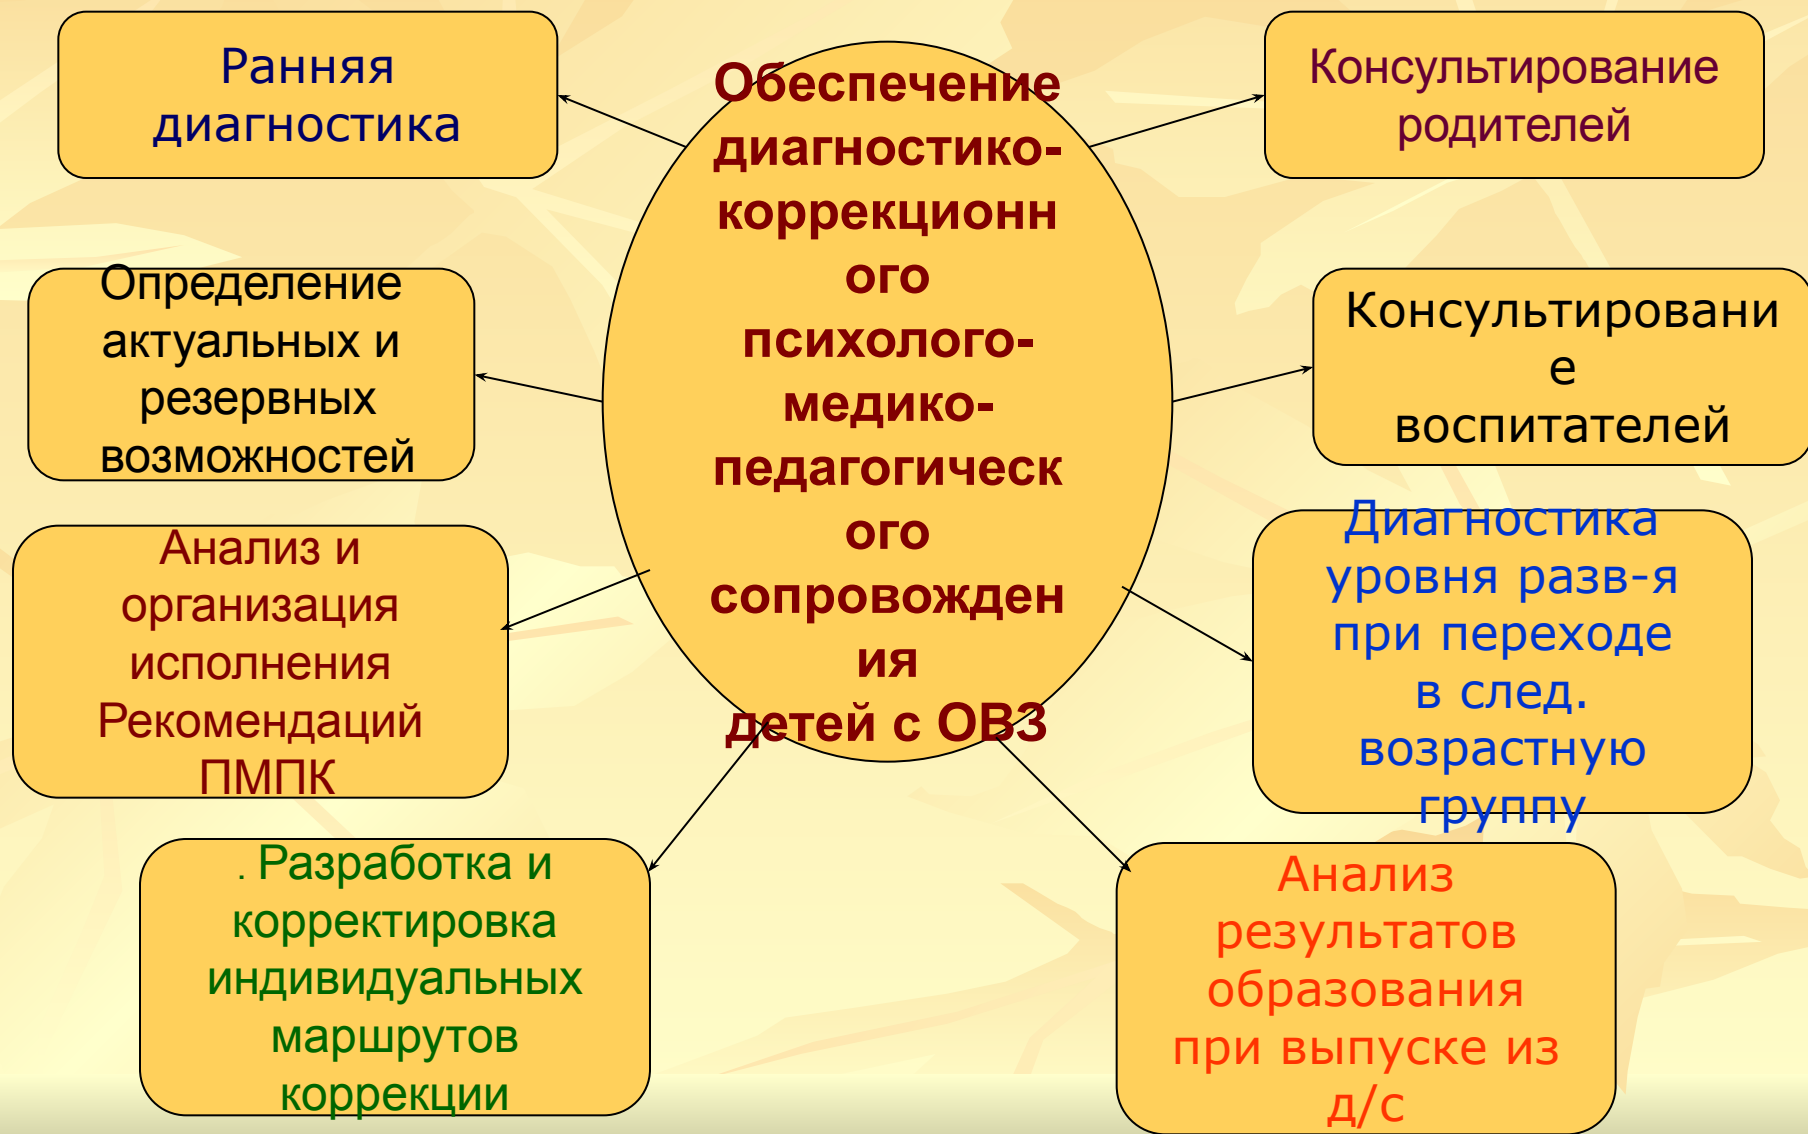 Ранняя
диагностика
Определение
актуальных и
резервных
возможностей
Анализ и
организация
исполнения
Рекомендаций
ПМПК
. Разработка и
корректировка
индивидуальных
маршрутов
коррекции
Обеспечение
диагностико-
коррекционн
ого
психолого-
медико-
педагогическ
ого
сопровожден
ия
детей с ОВЗ
Консультирование
родителей
Консультировани
е
воспитателей
Диагностика
уровня разв-я
при переходе
в след.
возрастную
группу
Анализ
результатов
образования
при выпуске из
д/с